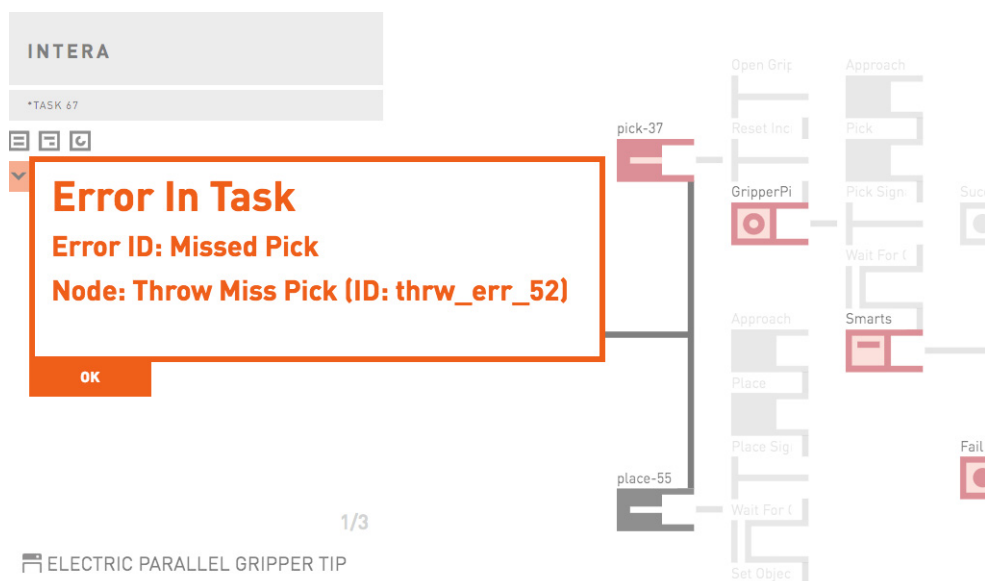 INTERA
*TASK 67
Error In Task
Error ID: Missed Pick
Node: Throw Miss Pick (ID: thrw_err_52)
OK
1/3
ELECTRIC PARALLEL GRIPPER TIP
pick-37
place-55
Open Grip
Reset Inc
GripperPi
Approach
Place
Place Sig
Wait For (
Set Objec
Approach
Pick
Pick Sign
Wait For (
Smarts
Succ
Fail